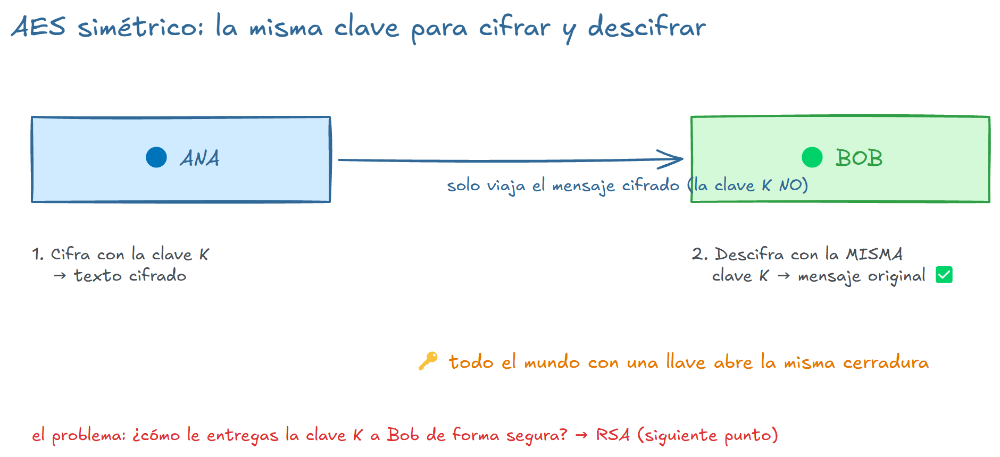 AES simétrico: la misma clave para cifrar y descifrar
ANA
BOB
solo viaja el mensaje cifrado (la clave K NO)
1. Cifra con la clave K
→ texto cifrado
2. Descifra con la MISMA
clave K → mensaje original ✅
🔑 todo el mundo con una llave abre la misma cerradura
el problema: ¿cómo le entregas la clave K a Bob de forma segura? → RSA (siguiente punto)